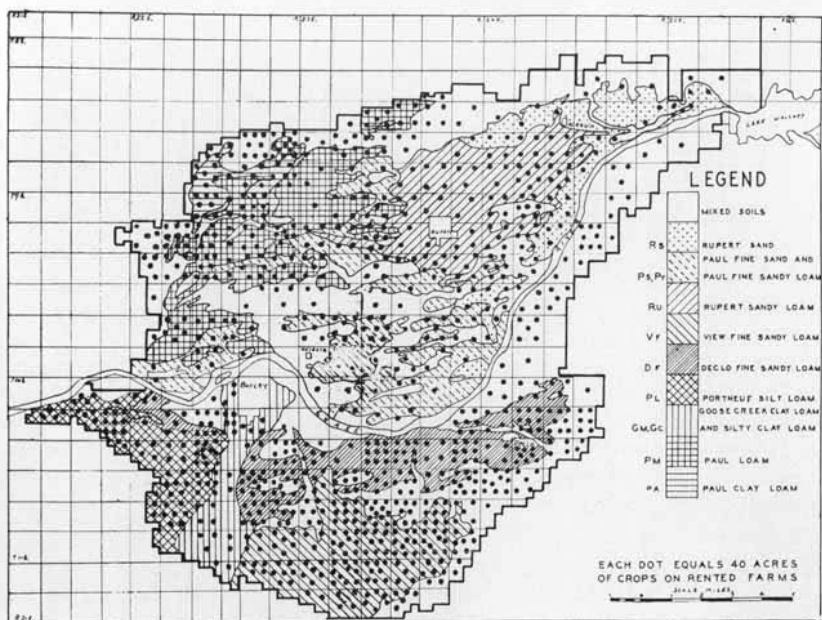 LAKE WALCOTT
BURLEY
LEGEND
MIXED SOILS
RS RUPERT SAND
PAUL FINE SAND AND
PS, PF PAUL FINE SANDY LOAM
RU RUPERT SANDY LOAM
VF VIEW FINE SANDY LOAM
DF DECLO FINE SANDY LOAM
PL PORTNEUF SILT LOAM
GOOSE CREEK CLAY LOAM
GM, GC AND SILTY CLAY LOAM
PM PAUL LOAM
PA PAUL CLAY LOAM
EACH DOT EQUALS 40 ACRES
OF CROPS ON RENTED FARMS
SCALE MILES